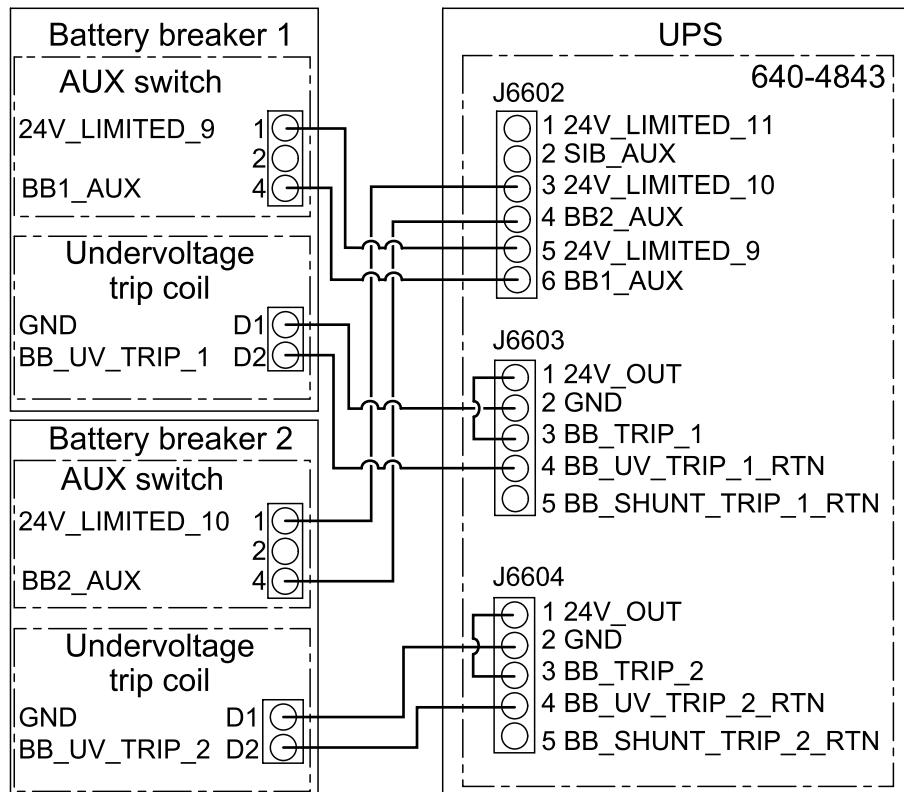 Battery breaker 1
AUX switch
24V_LIMITED_9 1
2
BB1_AUX 4
Undervoltage
trip coil
GND D1
BB_UV_TRIP_1 D2
Battery breaker 2
AUX switch
24V_LIMITED_10 1
2
BB2_AUX 4
Undervoltage
trip coil
GND D1
BB_UV_TRIP_2 D2
UPS
640-4843
J6602
1 24V_LIMITED_11
2 SIB_AUX
3 24V_LIMITED_10
4 BB2_AUX
5 24V_LIMITED_9
6 BB1_AUX
J6603
1 24V_OUT
2 GND
3 BB_TRIP_1
4 BB_UV_TRIP_1_RTN
5 BB_SHUNT_TRIP_1_RTN
J6604
1 24V_OUT
2 GND
3 BB_TRIP_2
4 BB_UV_TRIP_2_RTN
5 BB_SHUNT_TRIP_2_RTN